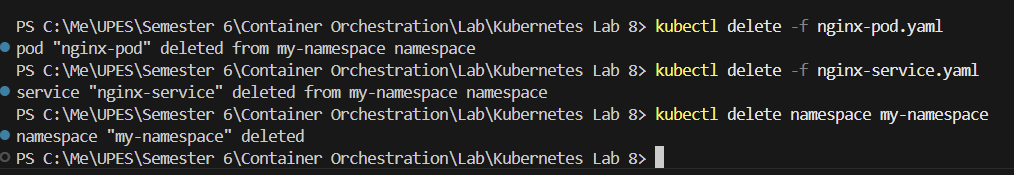 PS C:\Me\UPES\Semester 6\Container Orchestration\Lab\Kubernetes Lab 8> kubectl delete -f nginx-pod.yaml
pod "nginx-pod" deleted from my-namespace namespace
PS C:\Me\UPES\Semester 6\Container Orchestration\Lab\Kubernetes Lab 8> kubectl delete -f nginx-service.yaml
service "nginx-service" deleted from my-namespace namespace
PS C:\Me\UPES\Semester 6\Container Orchestration\Lab\Kubernetes Lab 8> kubectl delete namespace my-namespace
namespace "my-namespace" deleted
PS C:\Me\UPES\Semester 6\Container Orchestration\Lab\Kubernetes Lab 8>